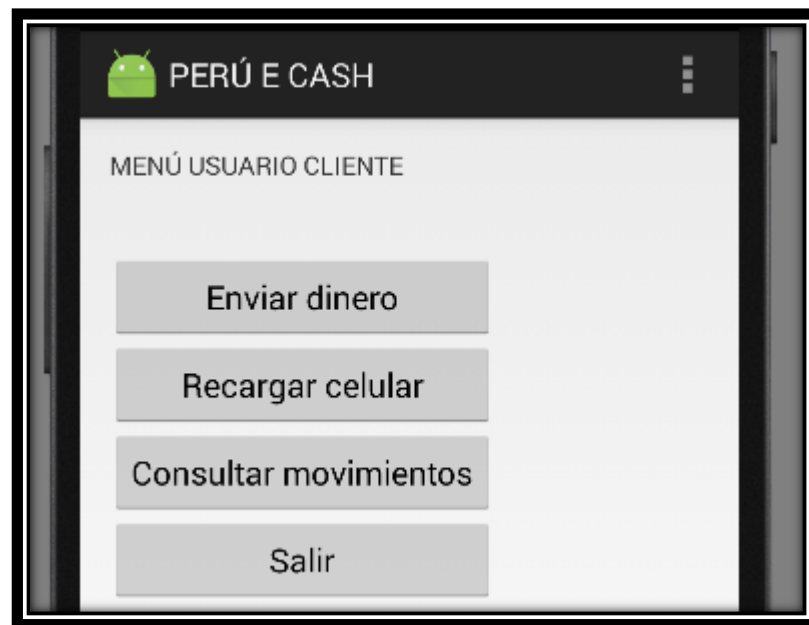 PERÚ E CASH
MENÚ USUARIO CLIENTE
Enviar dinero
Recargar celular
Consultar movimientos
Salir